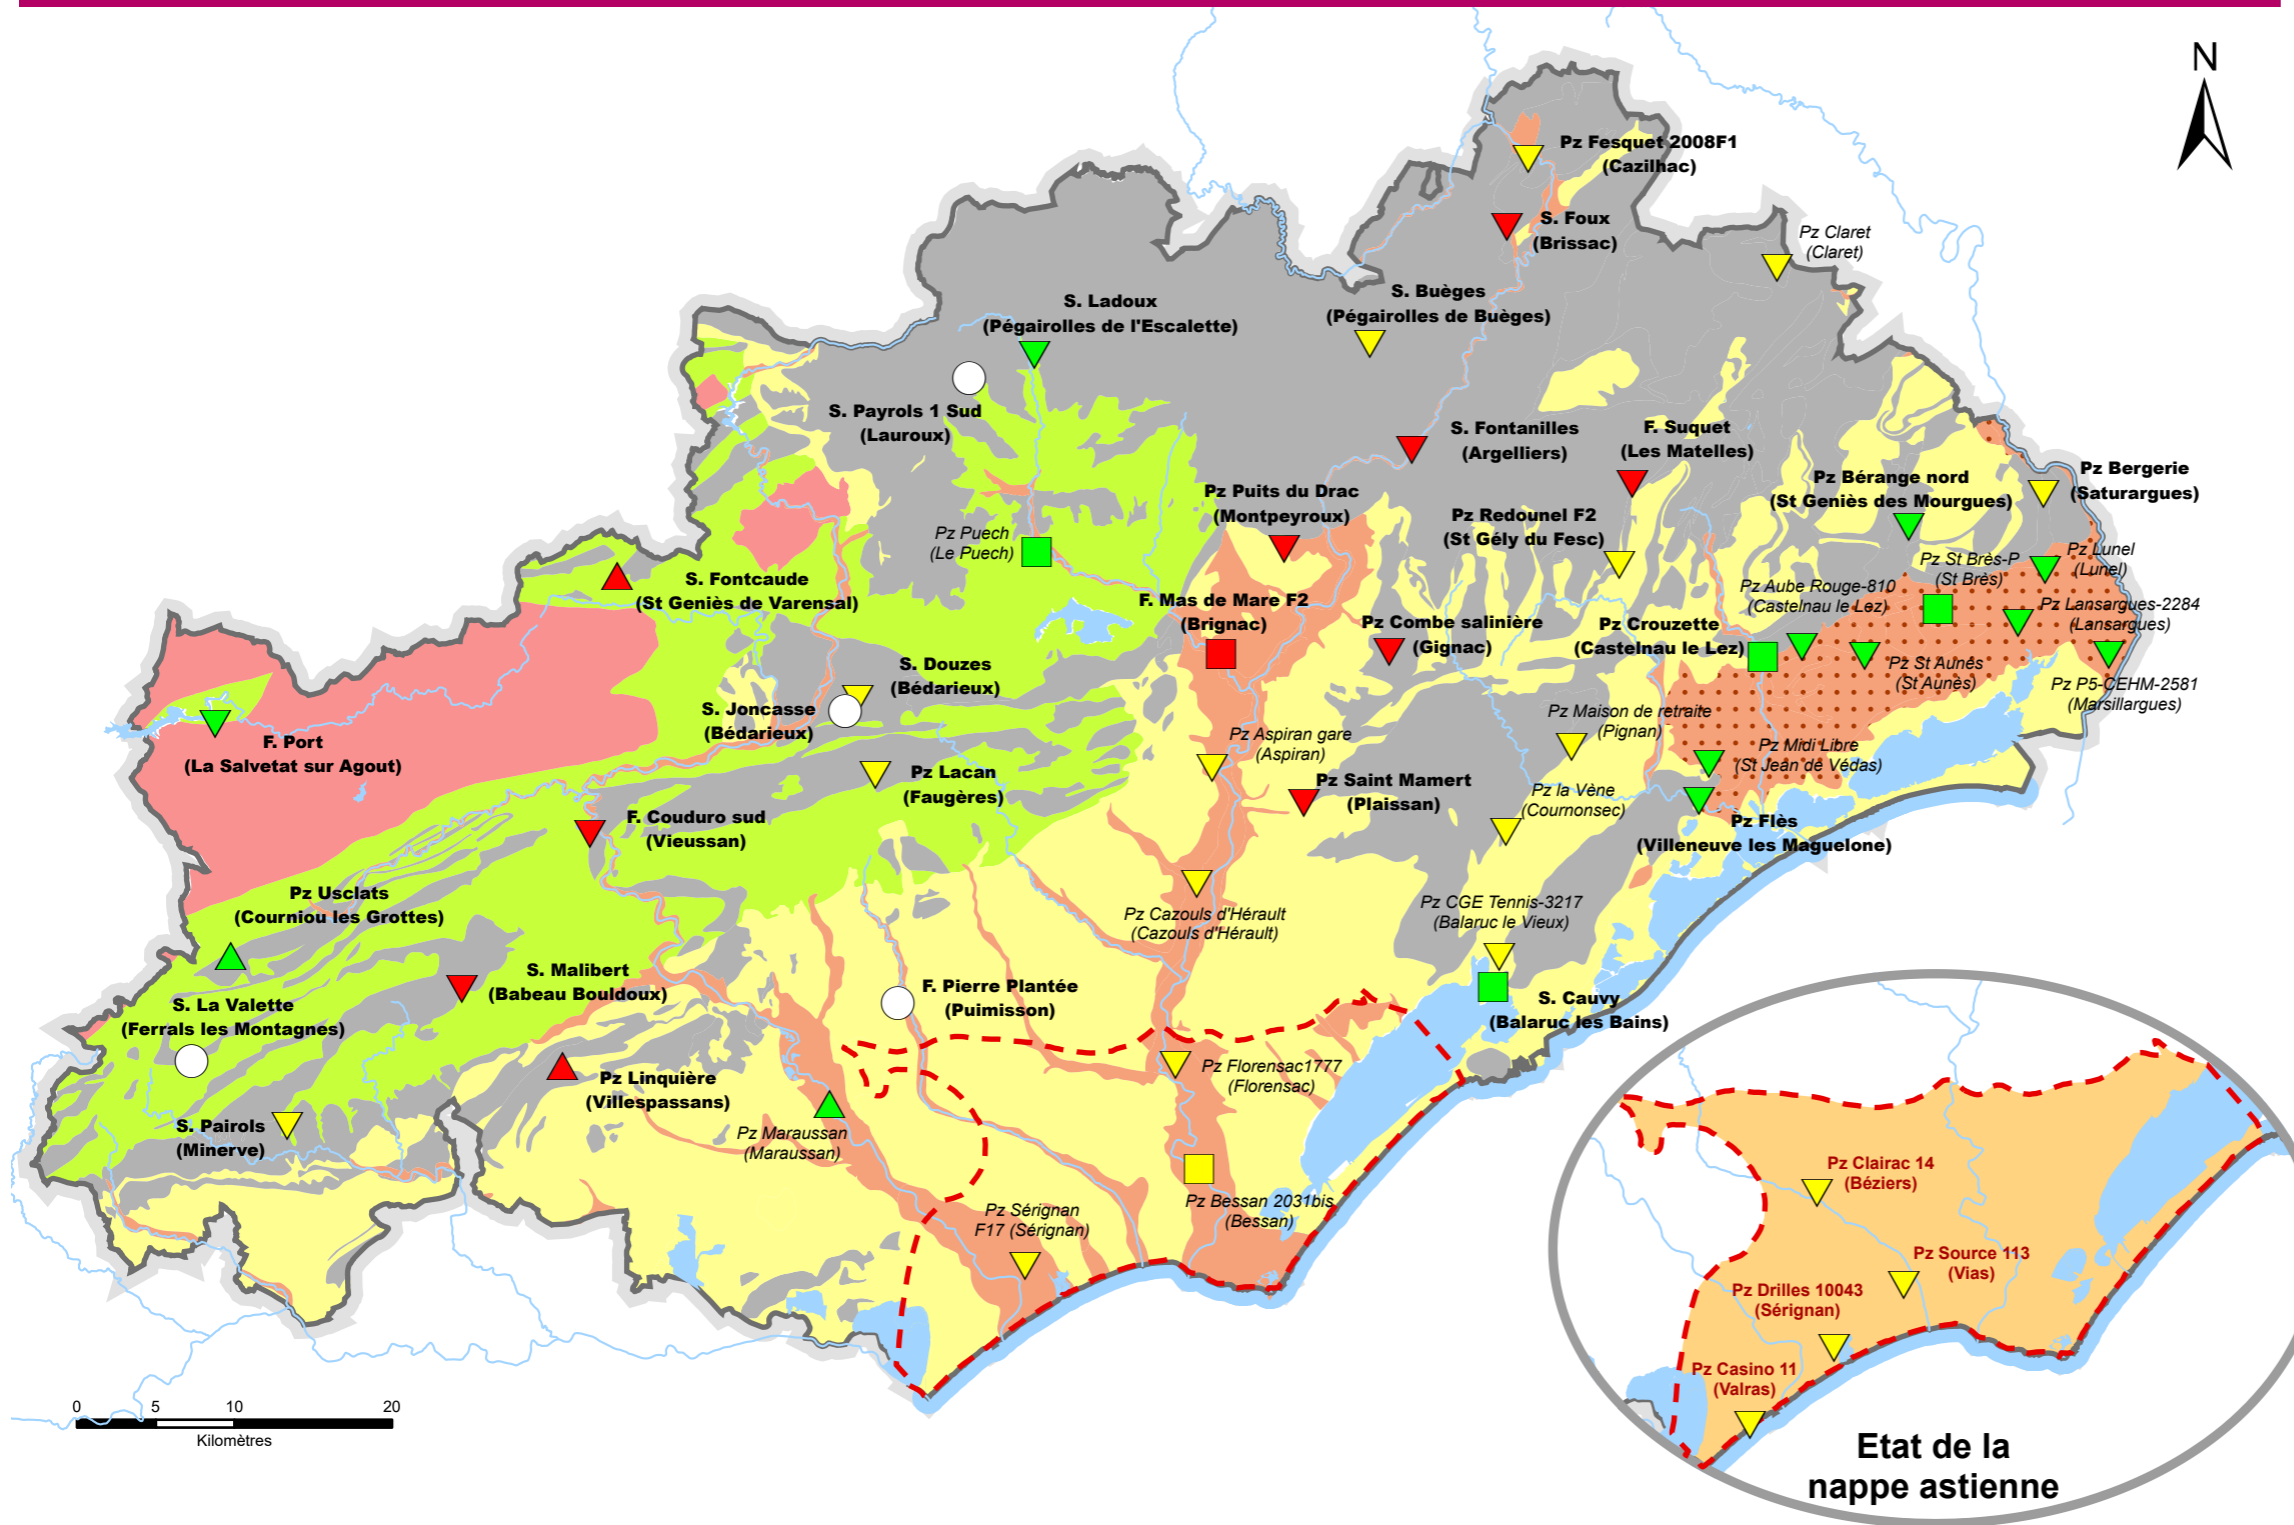 N
Pz Fesquet 2008F1
(Cazilhac)
S. Foux
(Brissac)
Pz Claret
(Claret)
S. Ladoux
(Pégairolles de l'Escalette)
S. Buèges
(Pégairolles de Buèges)
S. Payrols 1 Sud
(Lauroux)
S. Fontanilles
(Argelliers)
F. Suquet
(Les Matelles)
Pz Bérange nord
(St Geniès des Mourgues)
Pz Bergerie
(Saturargues)
Pz Puits du Drac
(Montpeyroux)
Pz Redounel F2
(St Gély du Fesc)
Pz Puech
(Le Puech)
Pz St Brès-P
(St Brès)
Pz Lunel
(Lunel)
S. Fontcaude
(St Geniès de Varensal)
Pz Aube Rouge-810
(Castelnau le Lez)
F. Mas de Mare F2
(Brignac)
Pz Combe salinière
(Gignac)
Pz Crouzette
(Castelnau le Lez)
Pz Lansargues-2284
(Lansargues)
S. Douzes
(Bédarieux)
Pz St Aunès
(St Aunès)
Pz P5-CEHM-2581
(Marsillargues)
S. Joncasse
(Bédarieux)
Pz Maison de retraite
(Pignan)
F. Port
(La Salvetat sur Agout)
Pz Aspiran gare
(Aspiran)
Pz Midi Libre
(St Jean de Védas)
Pz Lacan
(Faugères)
Pz Saint Mamert
(Plaissan)
Pz la Vène
(Cournonsec)
F. Couduro sud
(Vieussan)
Pz Flès
(Villeneuve les Maguelone)
Pz Usclats
(Courniou les Grottes)
Pz Cazouls d'Hérault
(Cazouls d'Hérault)
Pz CGE Tennis-3217
(Balaruc le Vieux)
S. Malibert
(Babeau Bouldoux)
F. Pierre Plantée
(Puimisson)
S. Cauvy
(Balaruc les Bains)
S. La Valette
(Ferrals les Montagnes)
Pz Linquière
(Villespassans)
Pz Florensac1777
(Florensac)
S. Pairols
(Minerve)
Pz Maraussan
(Maraussan)
Pz Sérignan
F17 (Sérignan)
Pz Bessan 2031bis
(Bessan)
Pz Clairac 14
(Béziers)
Pz Source 113
(Vias)
Pz Drilles 10043
(Sérignan)
Pz Casino 11
(Valras)
0 5 10 20
Kilomètres
Etat de la
nappe astienne